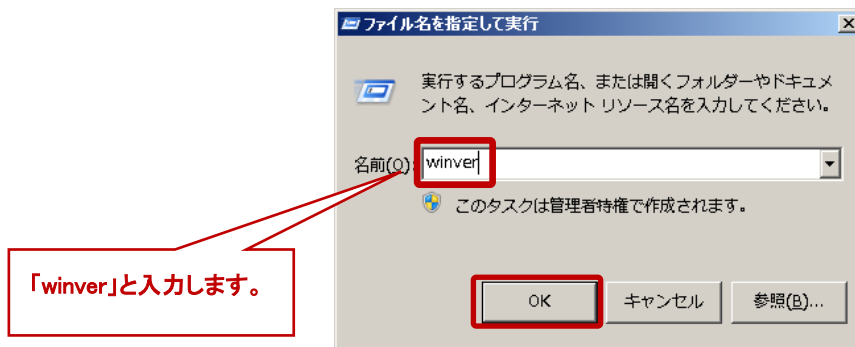 ファイル名を指定して実行
実行するプログラム名、または開くフォルダーやドキュメ
ント名、インターネット リソース名を入力してください。
名前(O):
winver
このタスクは管理者特権で作成されます。
「winver」と入力します。
OK
キャンセル
参照(B)...